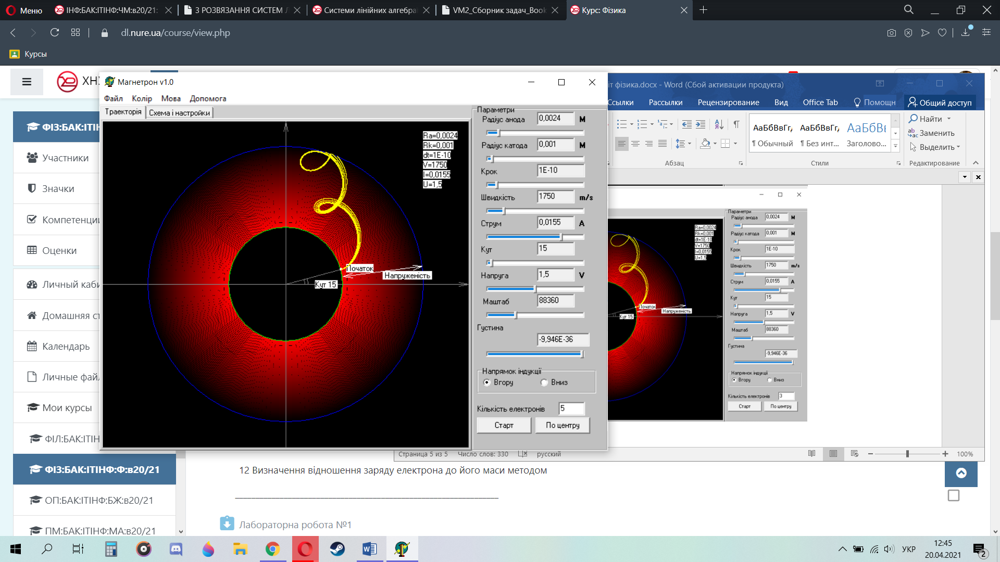 Меню
ІНФ:БАК:ІТІНФ:ЧМ:в20/21:
3 РОЗВЯЗАННЯ СИСТЕМ Л
Системи лінійних алгебраї
VM2_Сборник задач_Book
Курс: Фізика
dl.nure.ua/course/view.php
Курсы
ХНУ
ФІЗ:БАК:ІТІН
Участники
Значки
Компетенции
Оценки
Личный каби
Домашняя ст
Календарь
Личные файл
Мои курсы
ФІЛ:БАК:ІТІН
ФІЗ:БАК:ІТІНФ:Ф:в20/21
ОП:БАК:ІТІНФ:БЖ:в20/21
ПМ:БАК:ІТІНФ:МА:в20/21
Магнетрон v1.0
Файл Колір Мова Допомога
Траекторія Схема і настройки
Ra=0,0024
Rk=0,001
dt=1E-10
V=1750
I=0,0155
U=1,5
Початок
Напруженість
Кут 15
Параметри
Радіус анода 0,0024 М
Радіус катода 0,001 М
Крок 1E-10
Швидкість 1750 m/s
Струм 0,0155 А
Кут 15
Напруга 1,5 V
Маштаб 88360
Густина
-9,946E-36
Напрямок індукції
Вгору Вниз
Кількість електронів 5
Старт По центру
іт фізика.docx - Word (Сбой активации продукта)
Ссылки Рассылки Рецензирование Вид Office Tab Помощн Общий доступ
АаБбВвГг, АаБбВвГг, АаБбВі
¶ Обычный ¶ Без инт... Заголово...
Найти
Заменить
Выделить
Абзац Стили Редактирование
Ra=0,0024
Rk=0,001
dt=1E-10
V=1750
I=0,0155
U=1,5
Початок
Напруженість
Кут 15
Параметри
Радіус анода 0,0024 М
Радіус катода 0,001 М
Крок 1E-10
Швидкість 1750 m/s
Струм 0,0155 А
Кут 15
Напруга 1,5 V
Маштаб 88360
Густина
-9,946E-36
Напрямок індукції
Вгору Вниз
Кількість електронів 3
Старт По центру
Страница 5 из 5 Число слов: 330 русский 100%
12 Визначення відношення заряду електрона до його маси методом
Лабораторна робота №1
УКР
12:45
20.04.2021
2